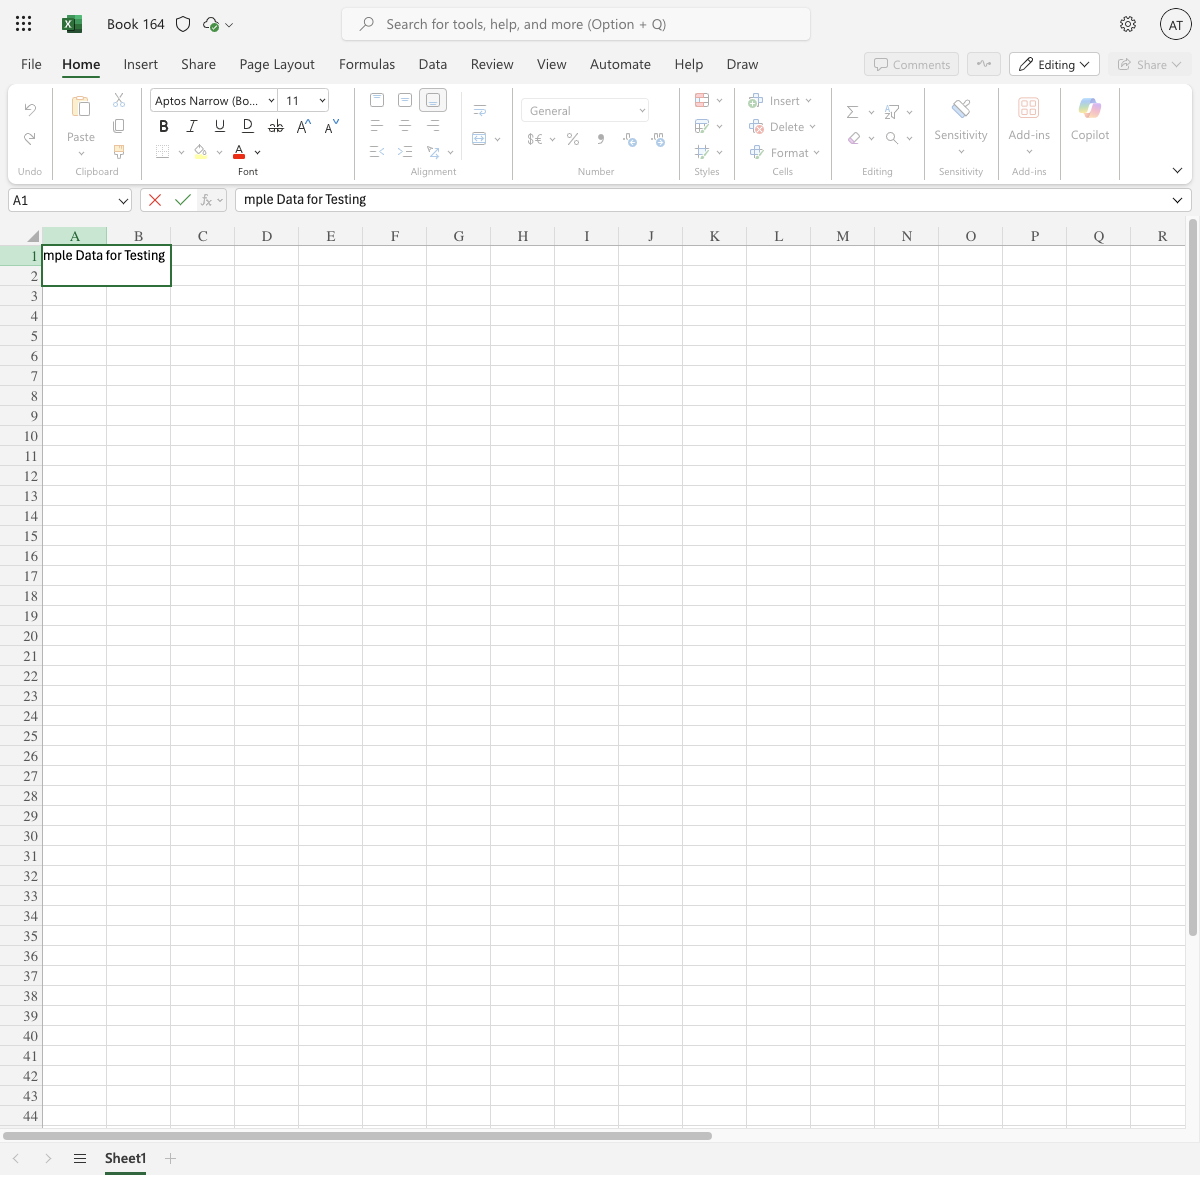 Book 164
Search for tools, help, and more (Option + Q)
AT
File Home Insert Share Page Layout Formulas Data Review View Automate Help Draw
Comments Editing Share
Undo
Paste
Clipboard
Aptos Narrow (Bo... 11
B I U D ab A A
A
Font
Alignment
General
$€ % 9
Number
Styles
Insert
Delete
Format
Cells
Editing
Sensitivity
Sensitivity
Add-ins
Add-ins
Copilot
A1 fx mple Data for Testing
A B C D E F G H I J K L M N O P Q R
1 mple Data for Testing
2
3
4
5
6
7
8
9
10
11
12
13
14
15
16
17
18
19
20
21
22
23
24
25
26
27
28
29
30
31
32
33
34
35
36
37
38
39
40
41
42
43
44
Sheet1